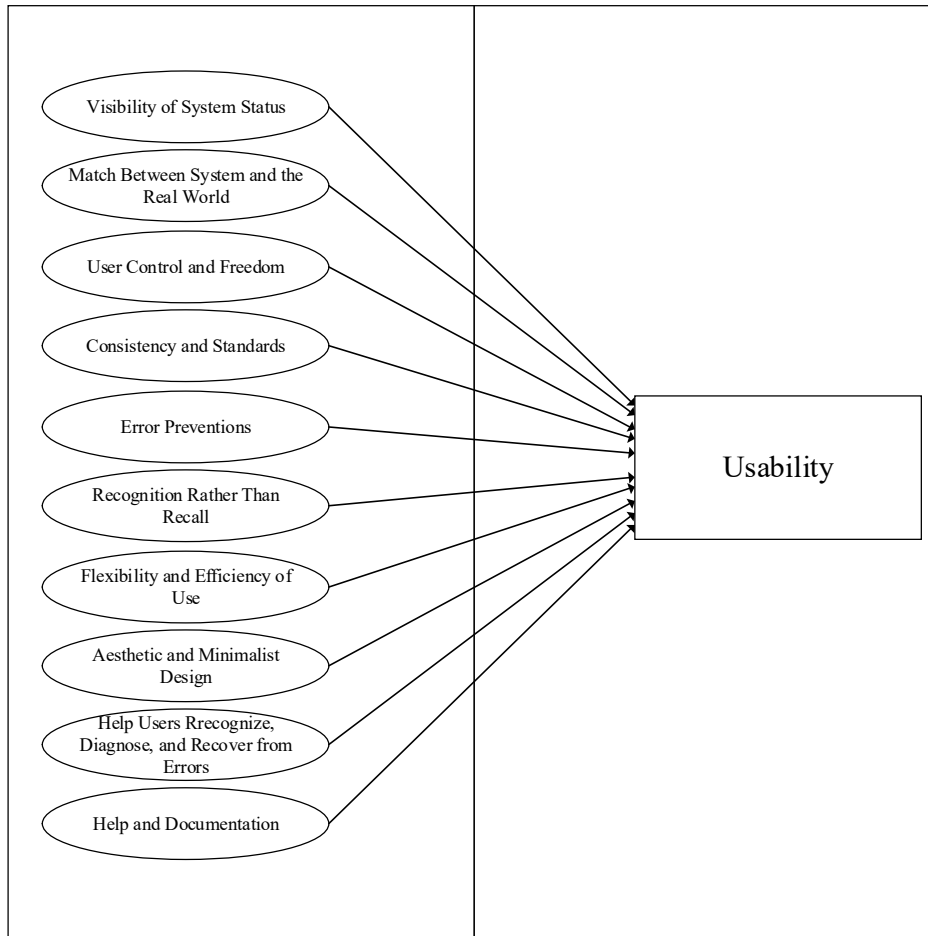 Visibility of System Status
Match Between System and the
Real World
User Control and Freedom
Consistency and Standards
Error Preventions
Recognition Rather Than
Recall
Flexibility and Efficiency of
Use
Aesthetic and Minimalist
Design
Help Users Rrecognize,
Diagnose, and Recover from
Errors
Help and Documentation
Usability